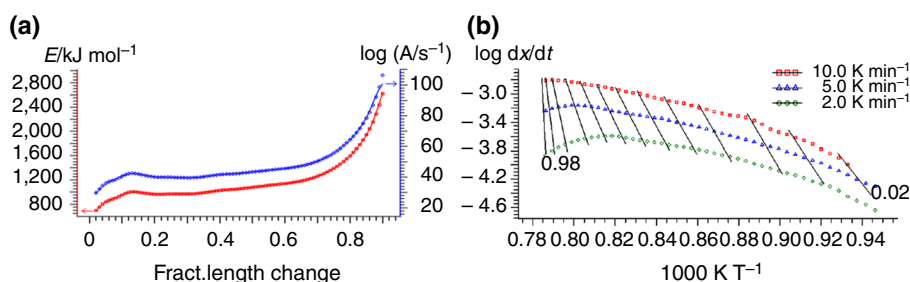 (a)
E/kJ mol⁻¹
log (A/s⁻¹)
2,800
2,400
2,000
1,600
1,200
800
100
80
60
40
20
0
0.2
0.4
0.6
0.8
Fract.length change
(b)
log dx/dt
10.0 K min⁻¹
5.0 K min⁻¹
2.0 K min⁻¹
− 3.0
− 3.4
− 3.8
− 4.2
− 4.6
0.98
0.02
0.78 0.80 0.82 0.84 0.86 0.88 0.90 0.92 0.94
1000 K T⁻¹